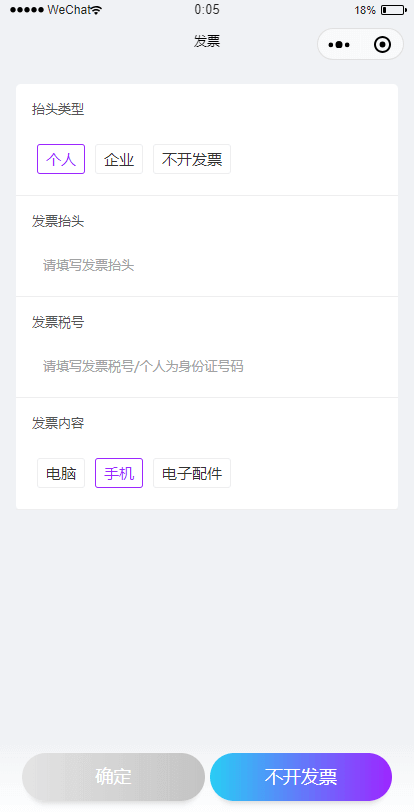 WeChat 0:05 18%
发票
抬头类型
个人 企业 不开发票
发票抬头
请填写发票抬头
发票税号
请填写发票税号/个人为身份证号码
发票内容
电脑 手机 电子配件
确定 不开发票